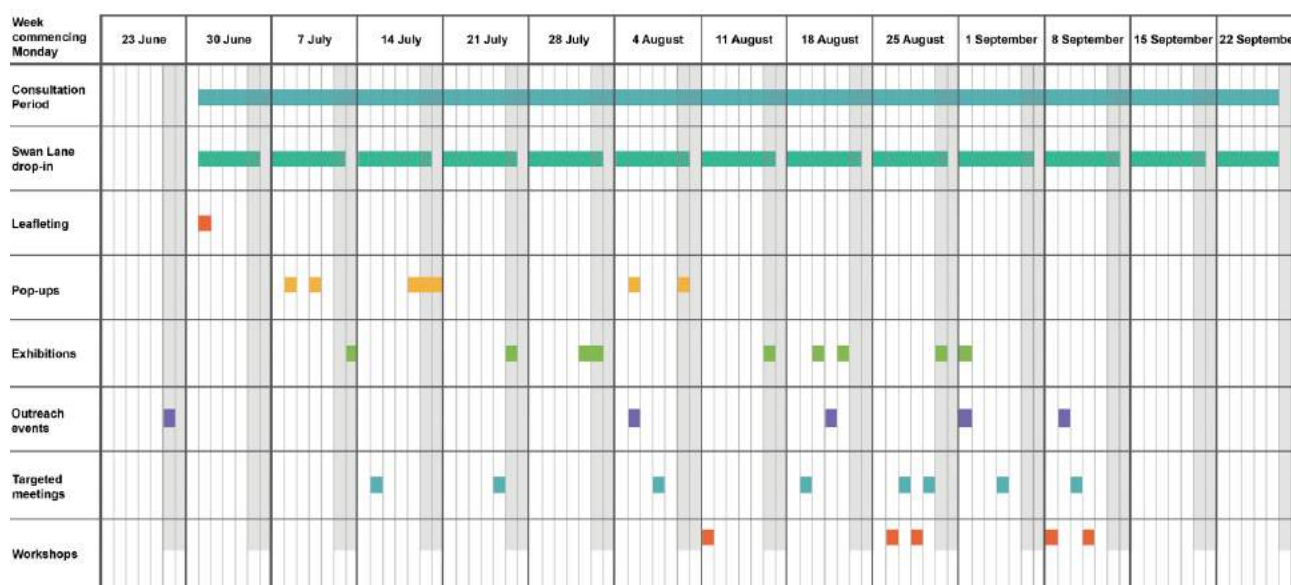 Week
commencing
Monday
23 June 30 June 7 July 14 July 21 July 28 July 4 August 11 August 18 August 25 August 1 September 8 September 15 September 22 Septembe
Consultation
Period
Swan Lane
drop-in
Leafleting
Pop-ups
Exhibitions
Outreach
events
Targeted
meetings
Workshops